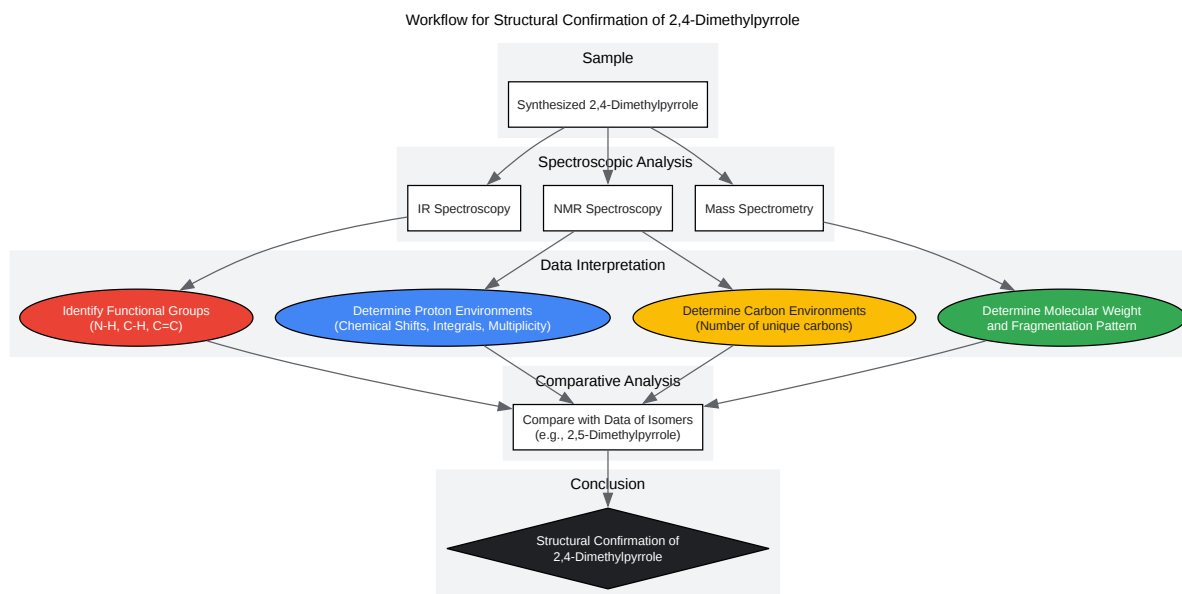 Workflow for Structural Confirmation of 2,4-Dimethylpyrrole
Sample
Synthesized 2,4-Dimethylpyrrole
Spectroscopic Analysis
IR Spectroscopy
NMR Spectroscopy
Mass Spectrometry
Data Interpretation
Identify Functional Groups
(N-H, C-H, C=C)
Determine Proton Environments
(Chemical Shifts, Integrals, Multiplicity)
Determine Carbon Environments
(Number of unique carbons)
Determine Molecular Weight
and Fragmentation Pattern
Comparative Analysis
Compare with Data of Isomers
(e.g., 2,5-Dimethylpyrrole)
Conclusion
Structural Confirmation of
2,4-Dimethylpyrrole